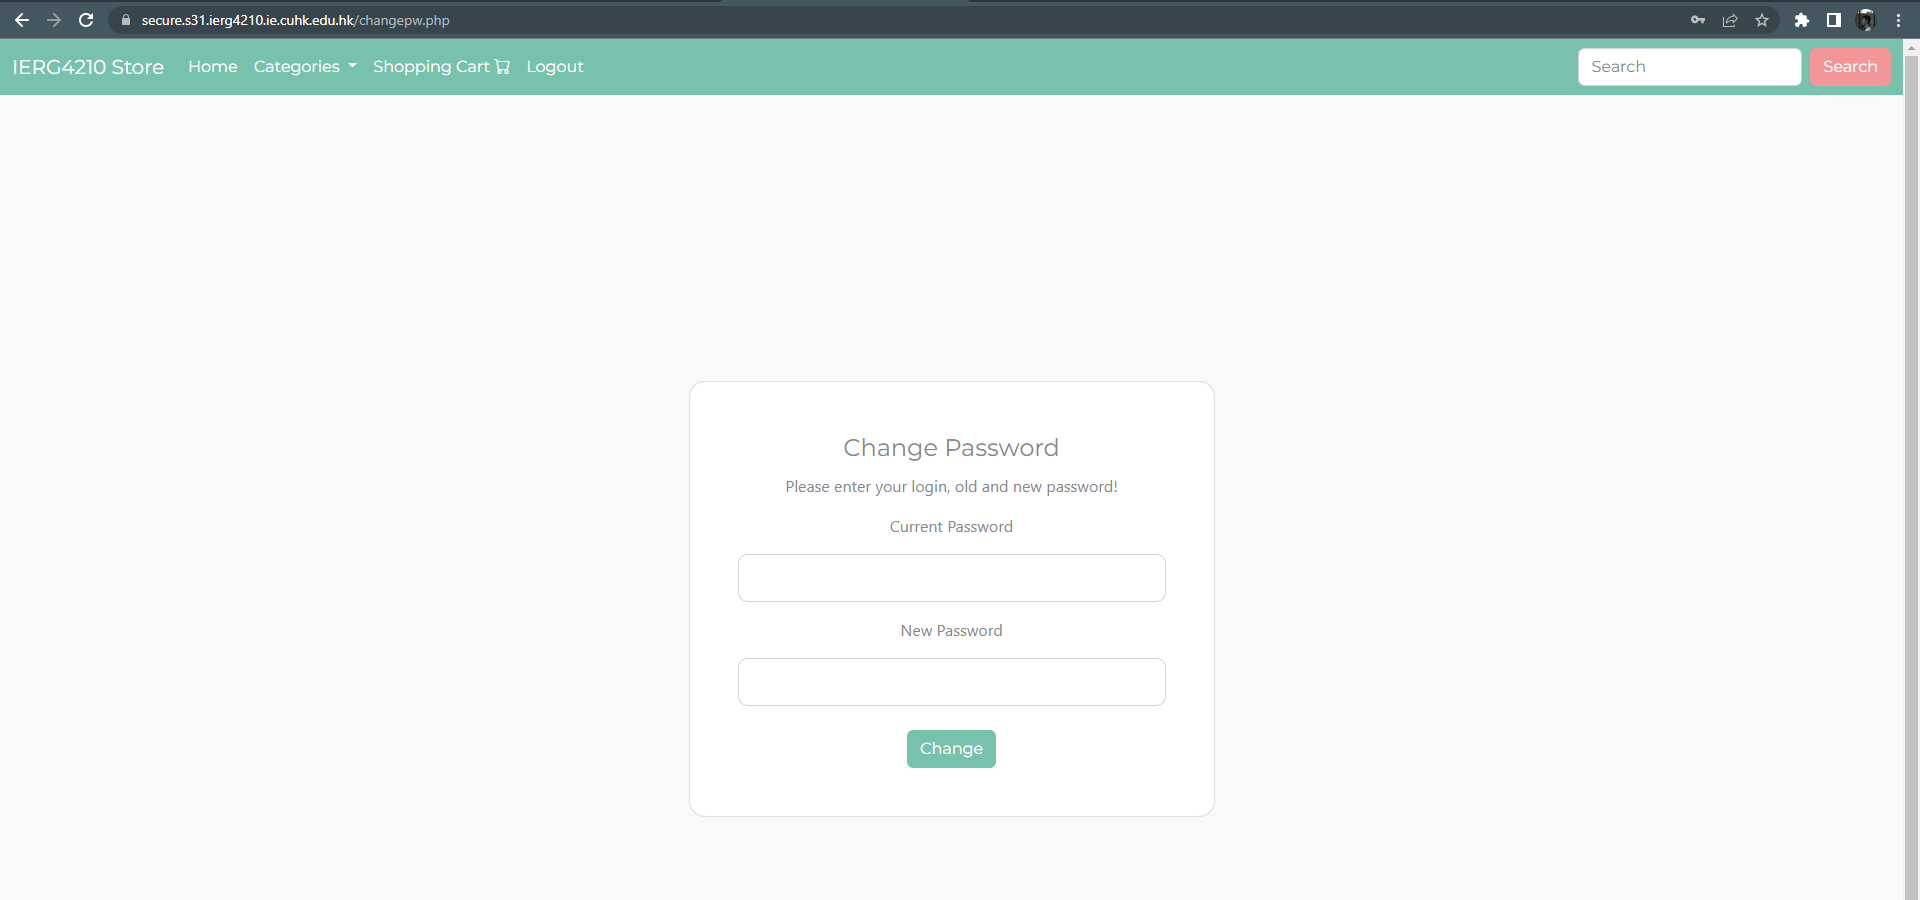 secure.s31.ierg4210.ie.cuhk.edu.hk/changepw.php
IERG4210 Store Home Categories Shopping Cart Logout Search Search
Change Password
Please enter your login, old and new password!
Current Password
New Password
Change